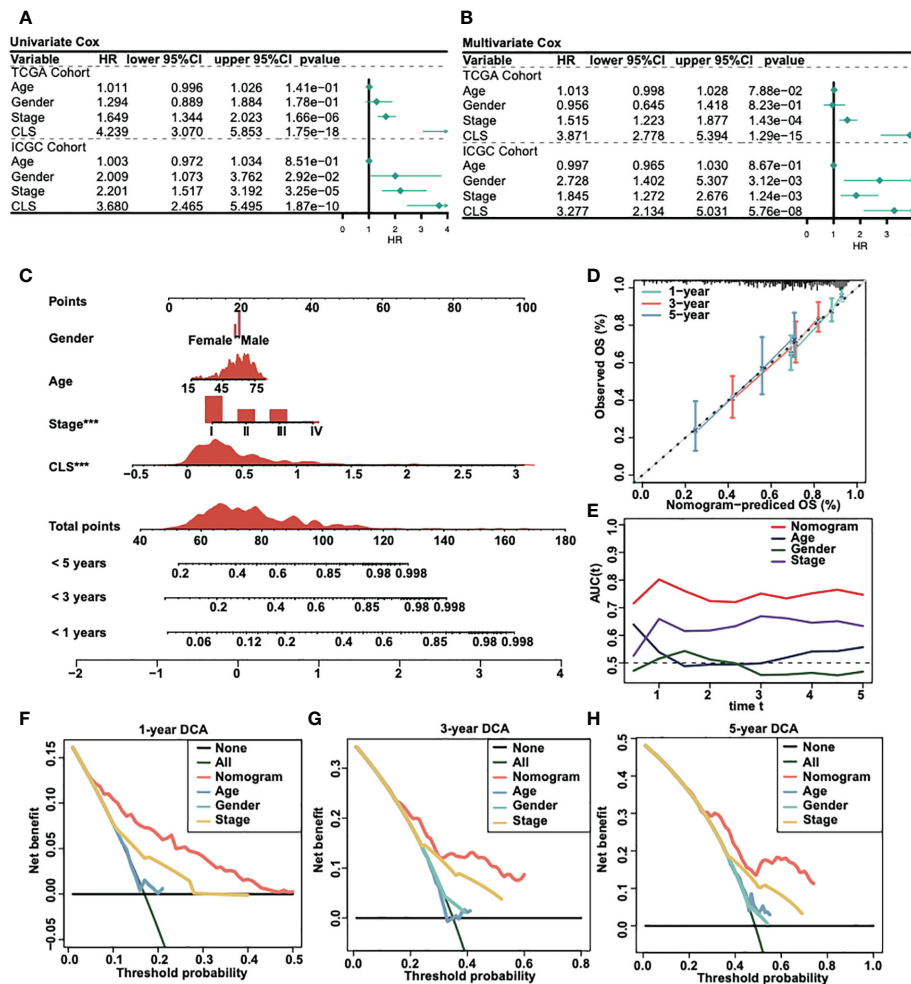 A
Univariate Cox
Variable HR lower 95%CI upper 95%CI pvalue
TCGA Cohort
Age 1.011 0.996 1.026 1.41e−01
Gender 1.294 0.889 1.884 1.78e−01
Stage 1.649 1.344 2.023 1.66e−06
CLS 4.239 3.070 5.853 1.75e−18
ICGC Cohort
Age 1.003 0.972 1.034 8.51e−01
Gender 2.009 1.073 3.762 2.92e−02
Stage 2.201 1.517 3.192 3.25e−05
CLS 3.680 2.465 5.495 1.87e−10
0 1 2 3 4
HR
B
Multivariate Cox
Variable HR lower 95%CI upper 95%CI pvalue
TCGA Cohort
Age 1.013 0.998 1.028 7.88e−02
Gender 0.956 0.645 1.418 8.23e−01
Stage 1.515 1.223 1.877 1.43e−04
CLS 3.871 2.778 5.394 1.29e−15
ICGC Cohort
Age 0.997 0.965 1.030 8.67e−01
Gender 2.728 1.402 5.307 3.12e−03
Stage 1.845 1.272 2.676 1.24e−03
CLS 3.277 2.134 5.031 5.76e−08
0 1 3
HR
C
Points
0 20 40 60 80 100
Gender
Female Male
Age
15 45 75
Stage***
I II III IV
CLS***
−0.5 0 0.5 1 1.5 2 2.5 3
Total points
40 60 80 100 120 140 160 180
< 5 years
0.2 0.4 0.6 0.85 0.98 0.998
< 3 years
0.2 0.4 0.6 0.85 0.98 0.998
< 1 years
0.06 0.12 0.2 0.4 0.6 0.85 0.98 0.998
−2 −1 0 1 2 3 4
D
1−year
3−year
5−year
Observed OS (%)
0.0 0.2 0.4 0.6 0.8 1.0
0.0 0.2 0.4 0.6 0.8 1.0
Nomogram−prediced OS (%)
E
Nomogram
Age
Gender
Stage
AUC(t)
0.4 0.5 0.6 0.7 0.8 0.9 1.0
1 2 3 4 5
time t
F
1-year DCA
None
All
Nomogram
Age
Gender
Stage
Net benefit
−0.05 0.00 0.05 0.10 0.15
0.0 0.1 0.2 0.3 0.4 0.5
Threshold probability
G
3-year DCA
None
All
Nomogram
Age
Gender
Stage
Net benefit
0.0 0.1 0.2 0.3
0.0 0.2 0.4 0.6 0.8
Threshold probability
H
5-year DCA
None
All
Nomogram
Age
Gender
Stage
Net benefit
0.0 0.1 0.2 0.3 0.4 0.5
0.0 0.2 0.4 0.6 0.8 1.0
Threshold probability